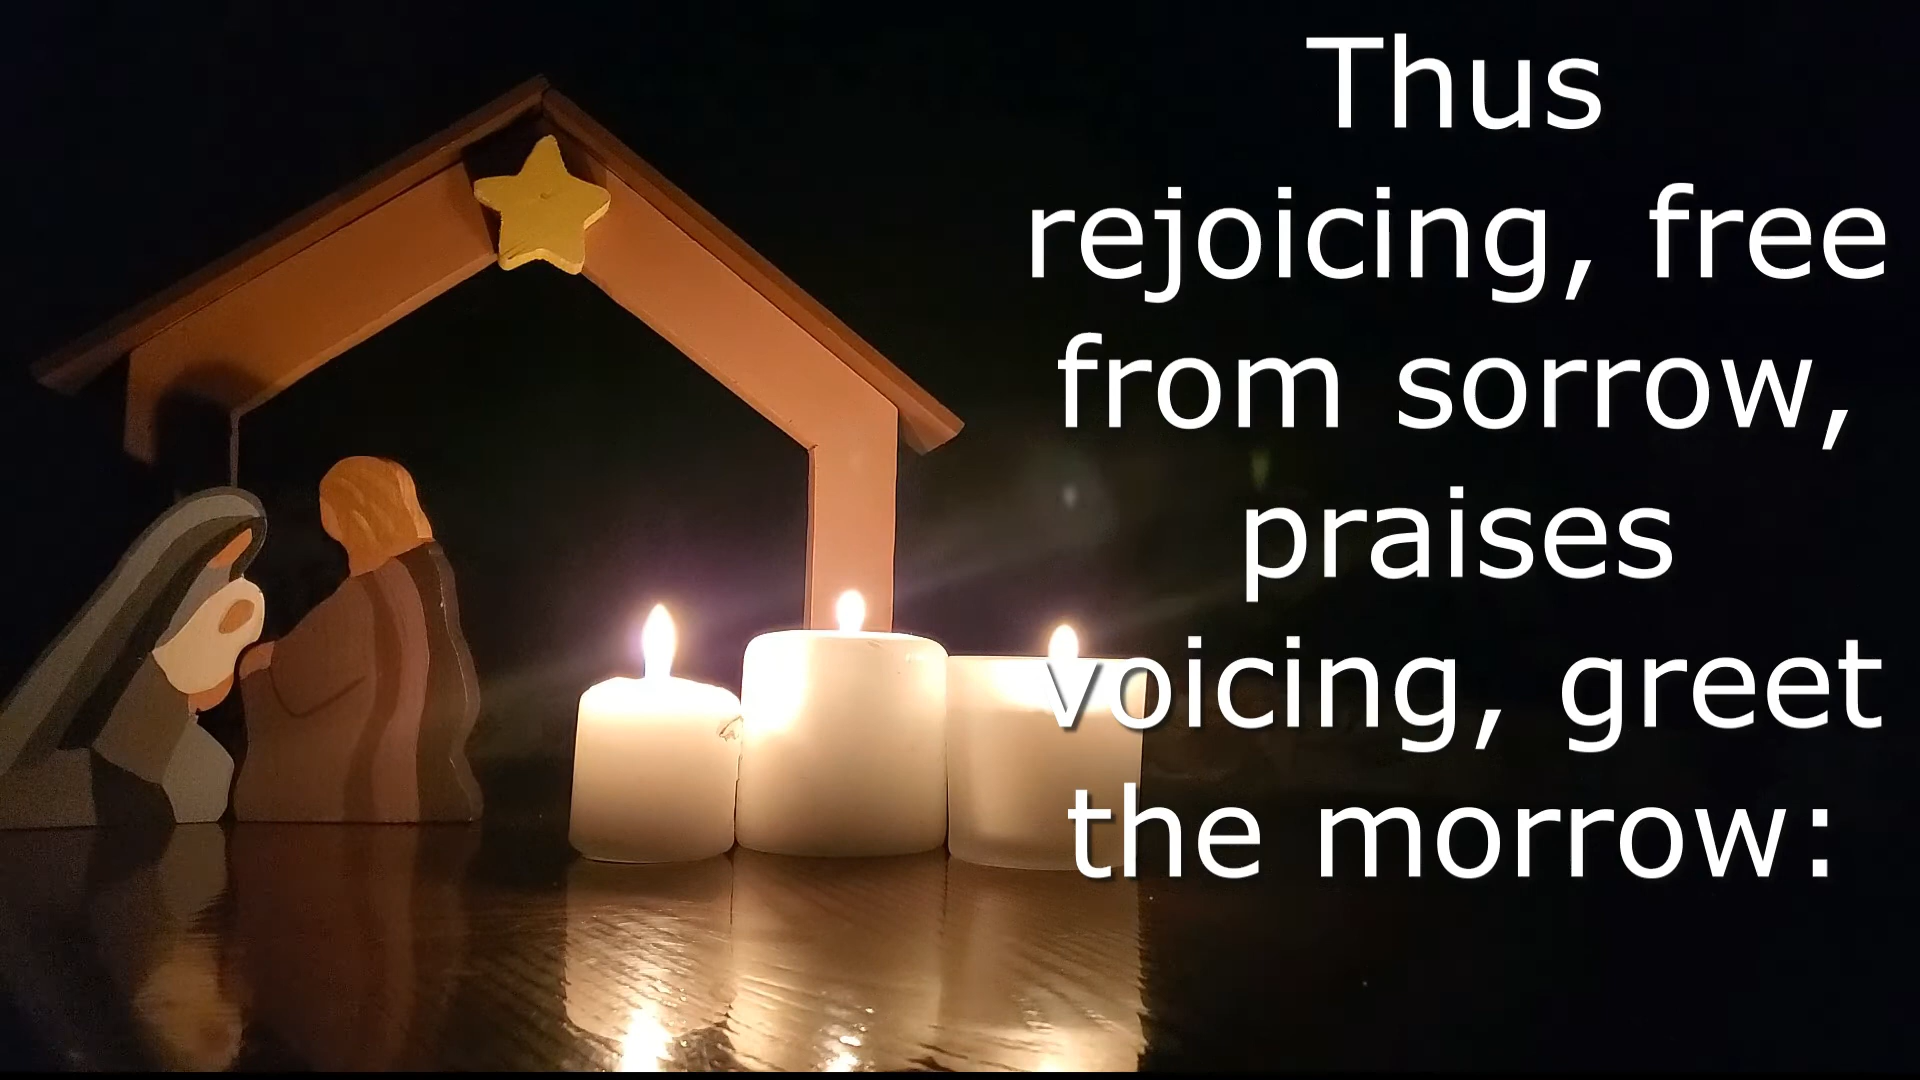 Thus
rejoicing, free
from sorrow,
praises
voicing, greet
the morrow: